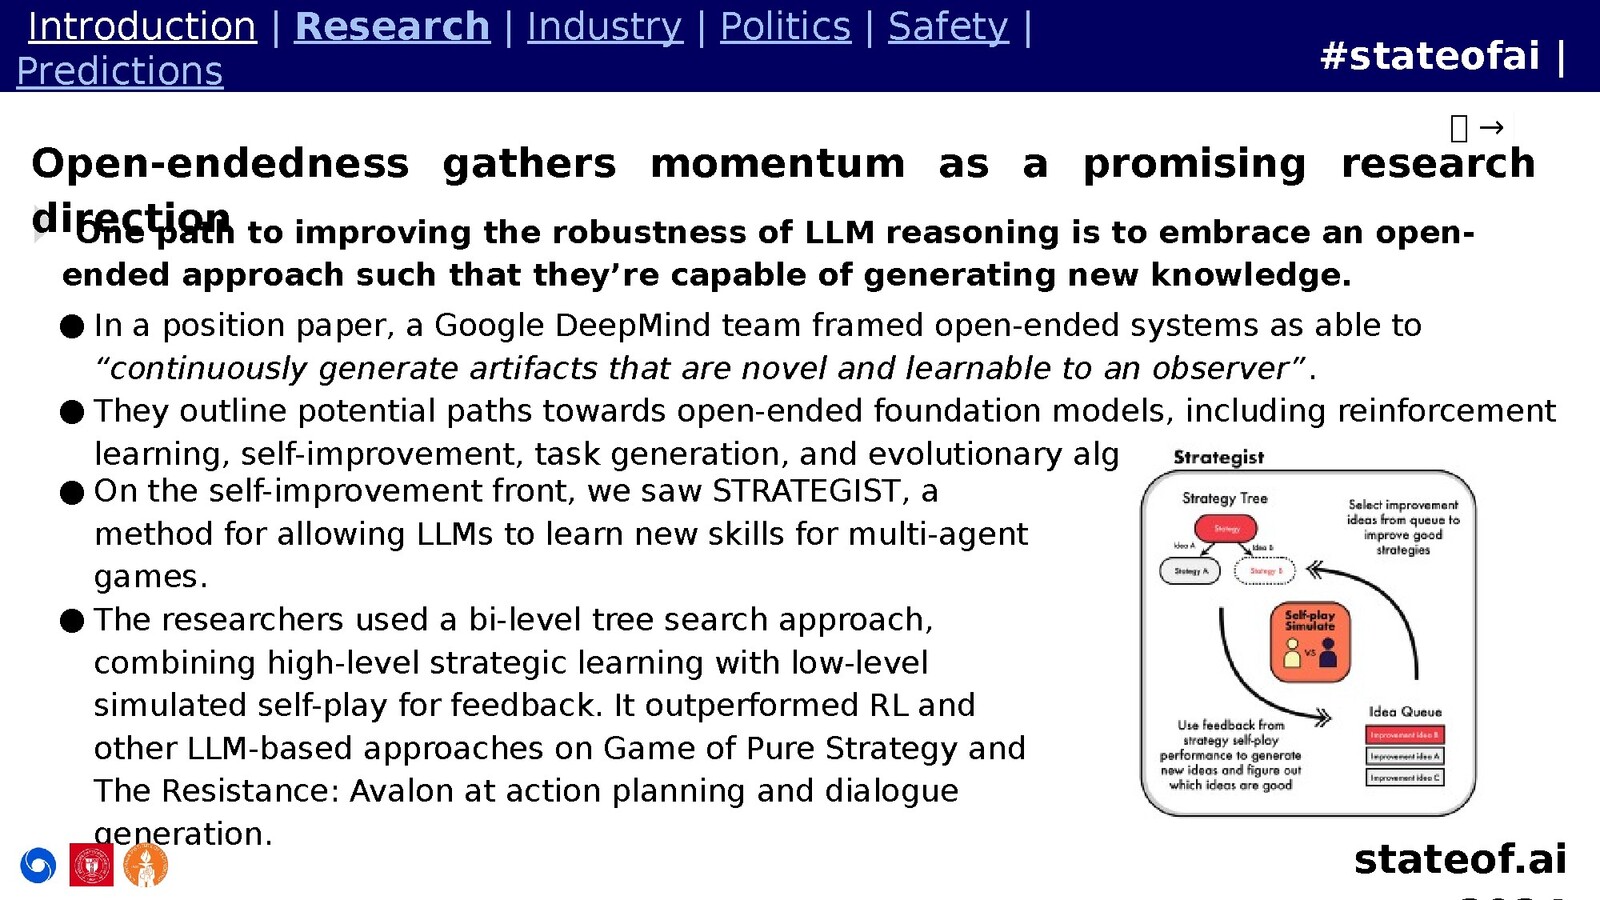 Introduction | Research | Industry | Politics | Safety |
Predictions
#stateofai |
→
Open-endedness gathers momentum as a promising research
direction
One path to improving the robustness of LLM reasoning is to embrace an open-
ended approach such that they’re capable of generating new knowledge.
● In a position paper, a Google DeepMind team framed open-ended systems as able to
“continuously generate artifacts that are novel and learnable to an observer”.
● They outline potential paths towards open-ended foundation models, including reinforcement
learning, self-improvement, task generation, and evolutionary alg
● On the self-improvement front, we saw STRATEGIST, a
method for allowing LLMs to learn new skills for multi-agent
games.
● The researchers used a bi-level tree search approach,
combining high-level strategic learning with low-level
simulated self-play for feedback. It outperformed RL and
other LLM-based approaches on Game of Pure Strategy and
The Resistance: Avalon at action planning and dialogue
generation.
Strategist
Strategy Tree
Strategy
Idea A
Idea B
Stategy A
Stategy B
Select improvement
ideas from queue to
improve good
strategies
Self-play
Simulate
VS
Use feedback from
strategy self-play
performance to generate
new ideas and figure out
which ideas are good
Idea Queue
Improvement idea B
Improvement idea A
Improvement idea C
stateof.ai